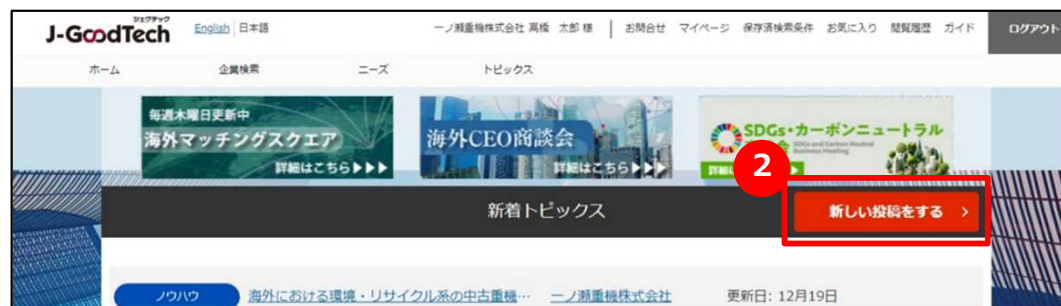 ジェグテック
J-GoodTech
English | 日本語
一ノ瀬重機株式会社 高橋 太郎 様 | お問合せ マイページ 保存済検索条件 お気に入り 閲覧履歴 ガイド ログアウト
ホーム 企業検索 ニーズ トピックス
毎週木曜日更新中
海外マッチングスクエア
詳細はこちら▶▶▶
海外CEO商談会
詳細はこちら▶▶▶
SDGs・カーボンニュートラル
会 SDGs and Carbon Neutral Business Meeting
2
新着トピックス
新しい投稿をする >
ノウハウ 海外における環境・リサイクル系の中古重機… 一ノ瀬重機株式会社 更新日: 12月19日